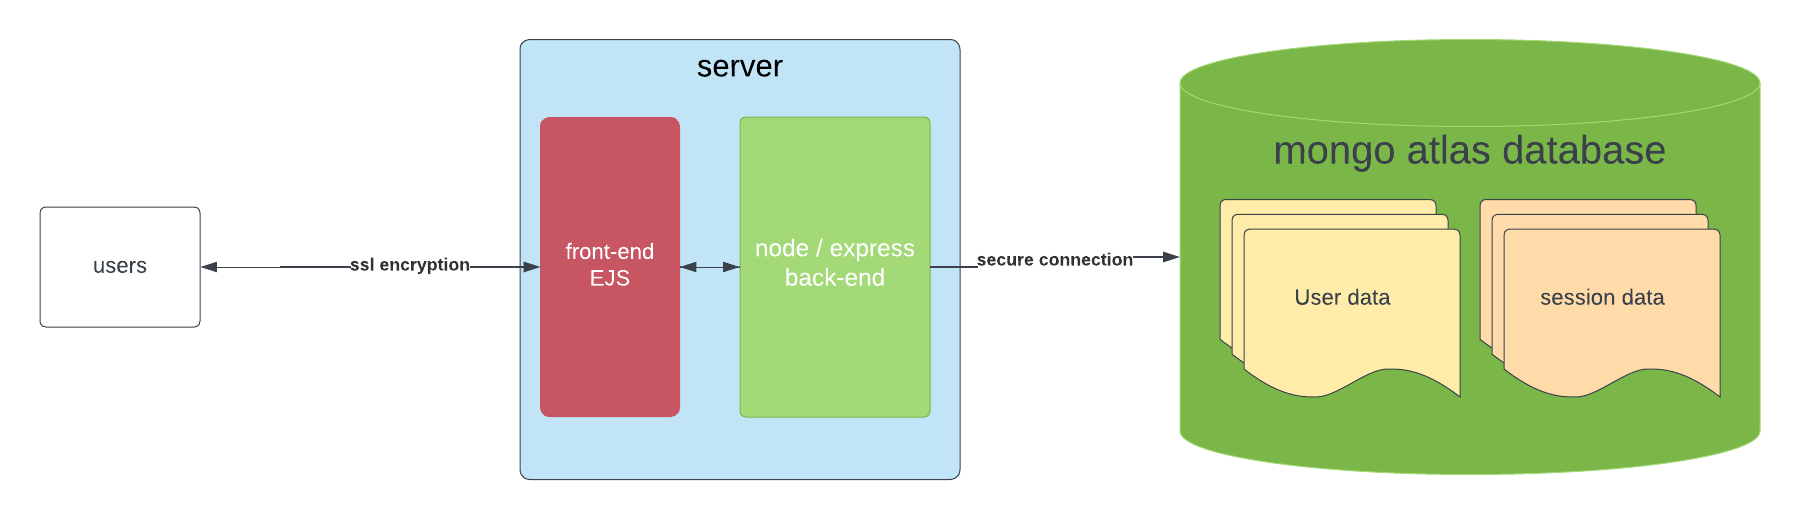 server
mongo atlas database
users
ssl encryption
front-end
EJS
node / express
back-end
secure connection
User data
session data